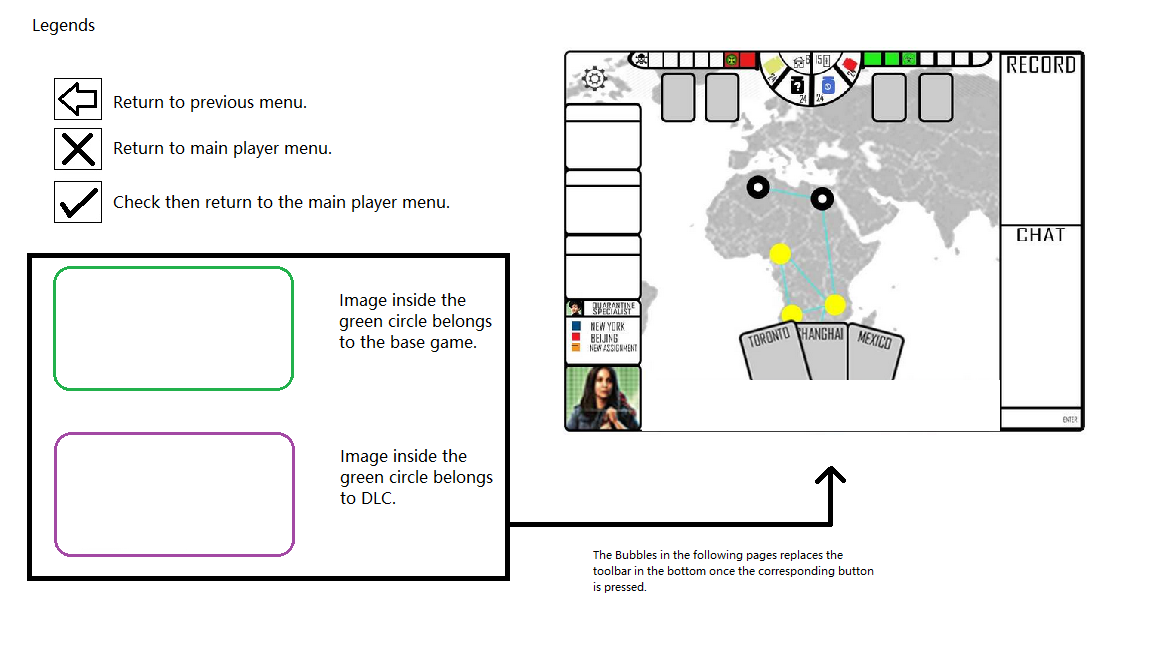 Legends
Return to previous menu.
Return to main player menu.
Check then return to the main player menu.
Image inside the
green circle belongs
to the base game.
Image inside the
green circle belongs
to DLC.
RECORD
CHAT
ENTER
24
24
QUARANTINE
SPECIALIST
NEW YORK
BEIJING
NEW ASSIGNMENT
TORONTO
SHANGHAI
MEXICO
The Bubbles in the following pages replaces the
toolbar in the bottom once the corresponding button
is pressed.